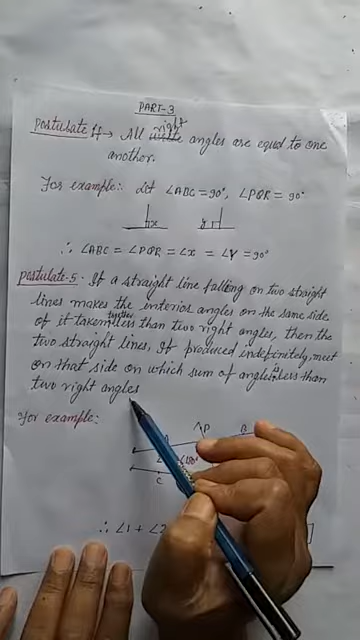 PART-3
Postulate 4 → All right angles are equal to one
another.
For example: Let ∠ABC = 90°, ∠PQR = 90°
x y
∴ ∠ABC = ∠PQR = ∠x = ∠Y = 90°
Postulate-5. If a straight line falling on two straight
lines makes the interior angles on the same side
of it taken together less than two right angles, then the
two straight lines, If produced indefinitely, meet
on that side on which sum of angles is less than
two right angles
For example:
P B
∠180°
C
∴ ∠1 + ∠2